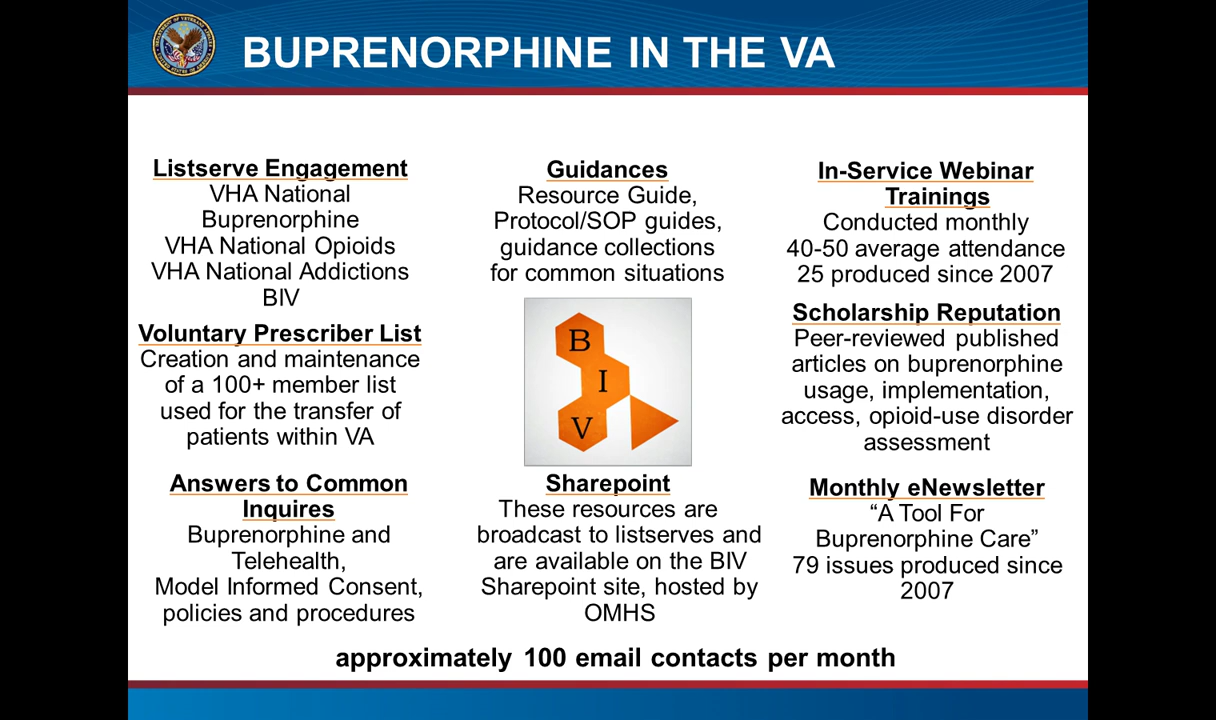 BUPRENORPHINE IN THE VA
Listserve Engagement
VHA National
Buprenorphine
VHA National Opioids
VHA National Addictions
BIV
Voluntary Prescriber List
Creation and maintenance
of a 100+ member list
used for the transfer of
patients within VA
Answers to Common
Inquires
Buprenorphine and
Telehealth,
Model Informed Consent,
policies and procedures
Guidances
Resource Guide,
Protocol/SOP guides,
guidance collections
for common situations
B
I
V
Sharepoint
These resources are
broadcast to listserves and
are available on the BIV
Sharepoint site, hosted by
OMHS
In-Service Webinar
Trainings
Conducted monthly
40-50 average attendance
25 produced since 2007
Scholarship Reputation
Peer-reviewed published
articles on buprenorphine
usage, implementation,
access, opioid-use disorder
assessment
Monthly eNewsletter
“A Tool For
Buprenorphine Care”
79 issues produced since
2007
approximately 100 email contacts per month